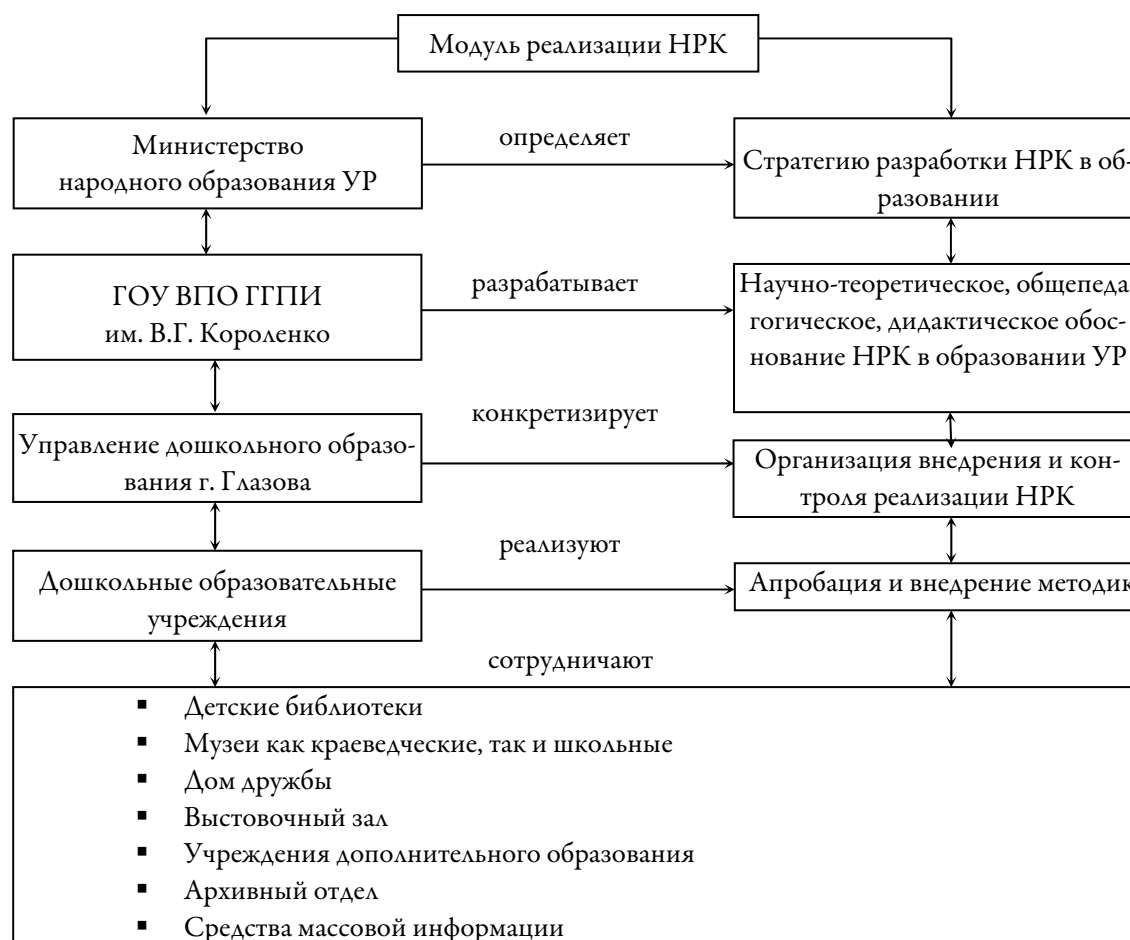 Модуль реализации НРК
Министерство
народного образования УР
определяет
Стратегию разработки НРК в об-
разовании
ГОУ ВПО ГГПИ
им. В.Г. Короленко
разрабатывает
Научно-теоретическое, общепеда
гогическое, дидактическое обос-
нование НРК в образовании УР
Управление дошкольного образо-
вания г. Глазова
конкретизирует
Организация внедрения и кон-
троля реализации НРК
Дошкольные образовательные
учреждения
реализуют
Апробация и внедрение методик
сотрудничают
▪ Детские библиотеки
▪ Музеи как краеведческие, так и школьные
▪ Дом дружбы
▪ Выстовочный зал
▪ Учреждения дополнительного образования
▪ Архивный отдел
▪ Средства массовой информации